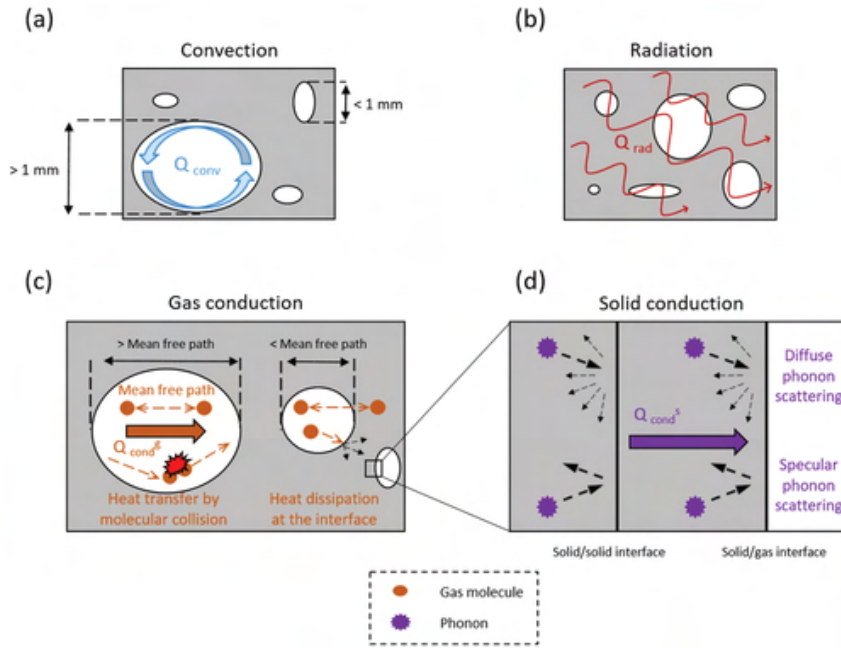 (a)
Convection
> 1 mm
< 1 mm
Q conv
(b)
Radiation
Q rad
(c)
Gas conduction
> Mean free path
< Mean free path
Mean free path
Q cond g
Heat transfer by
molecular collision
Heat dissipation
at the interface
(d)
Solid conduction
Diffuse
phonon
scattering
Q cond s
Specular
phonon
scattering
Solid/solid interface
Solid/gas interface
Gas molecule
Phonon